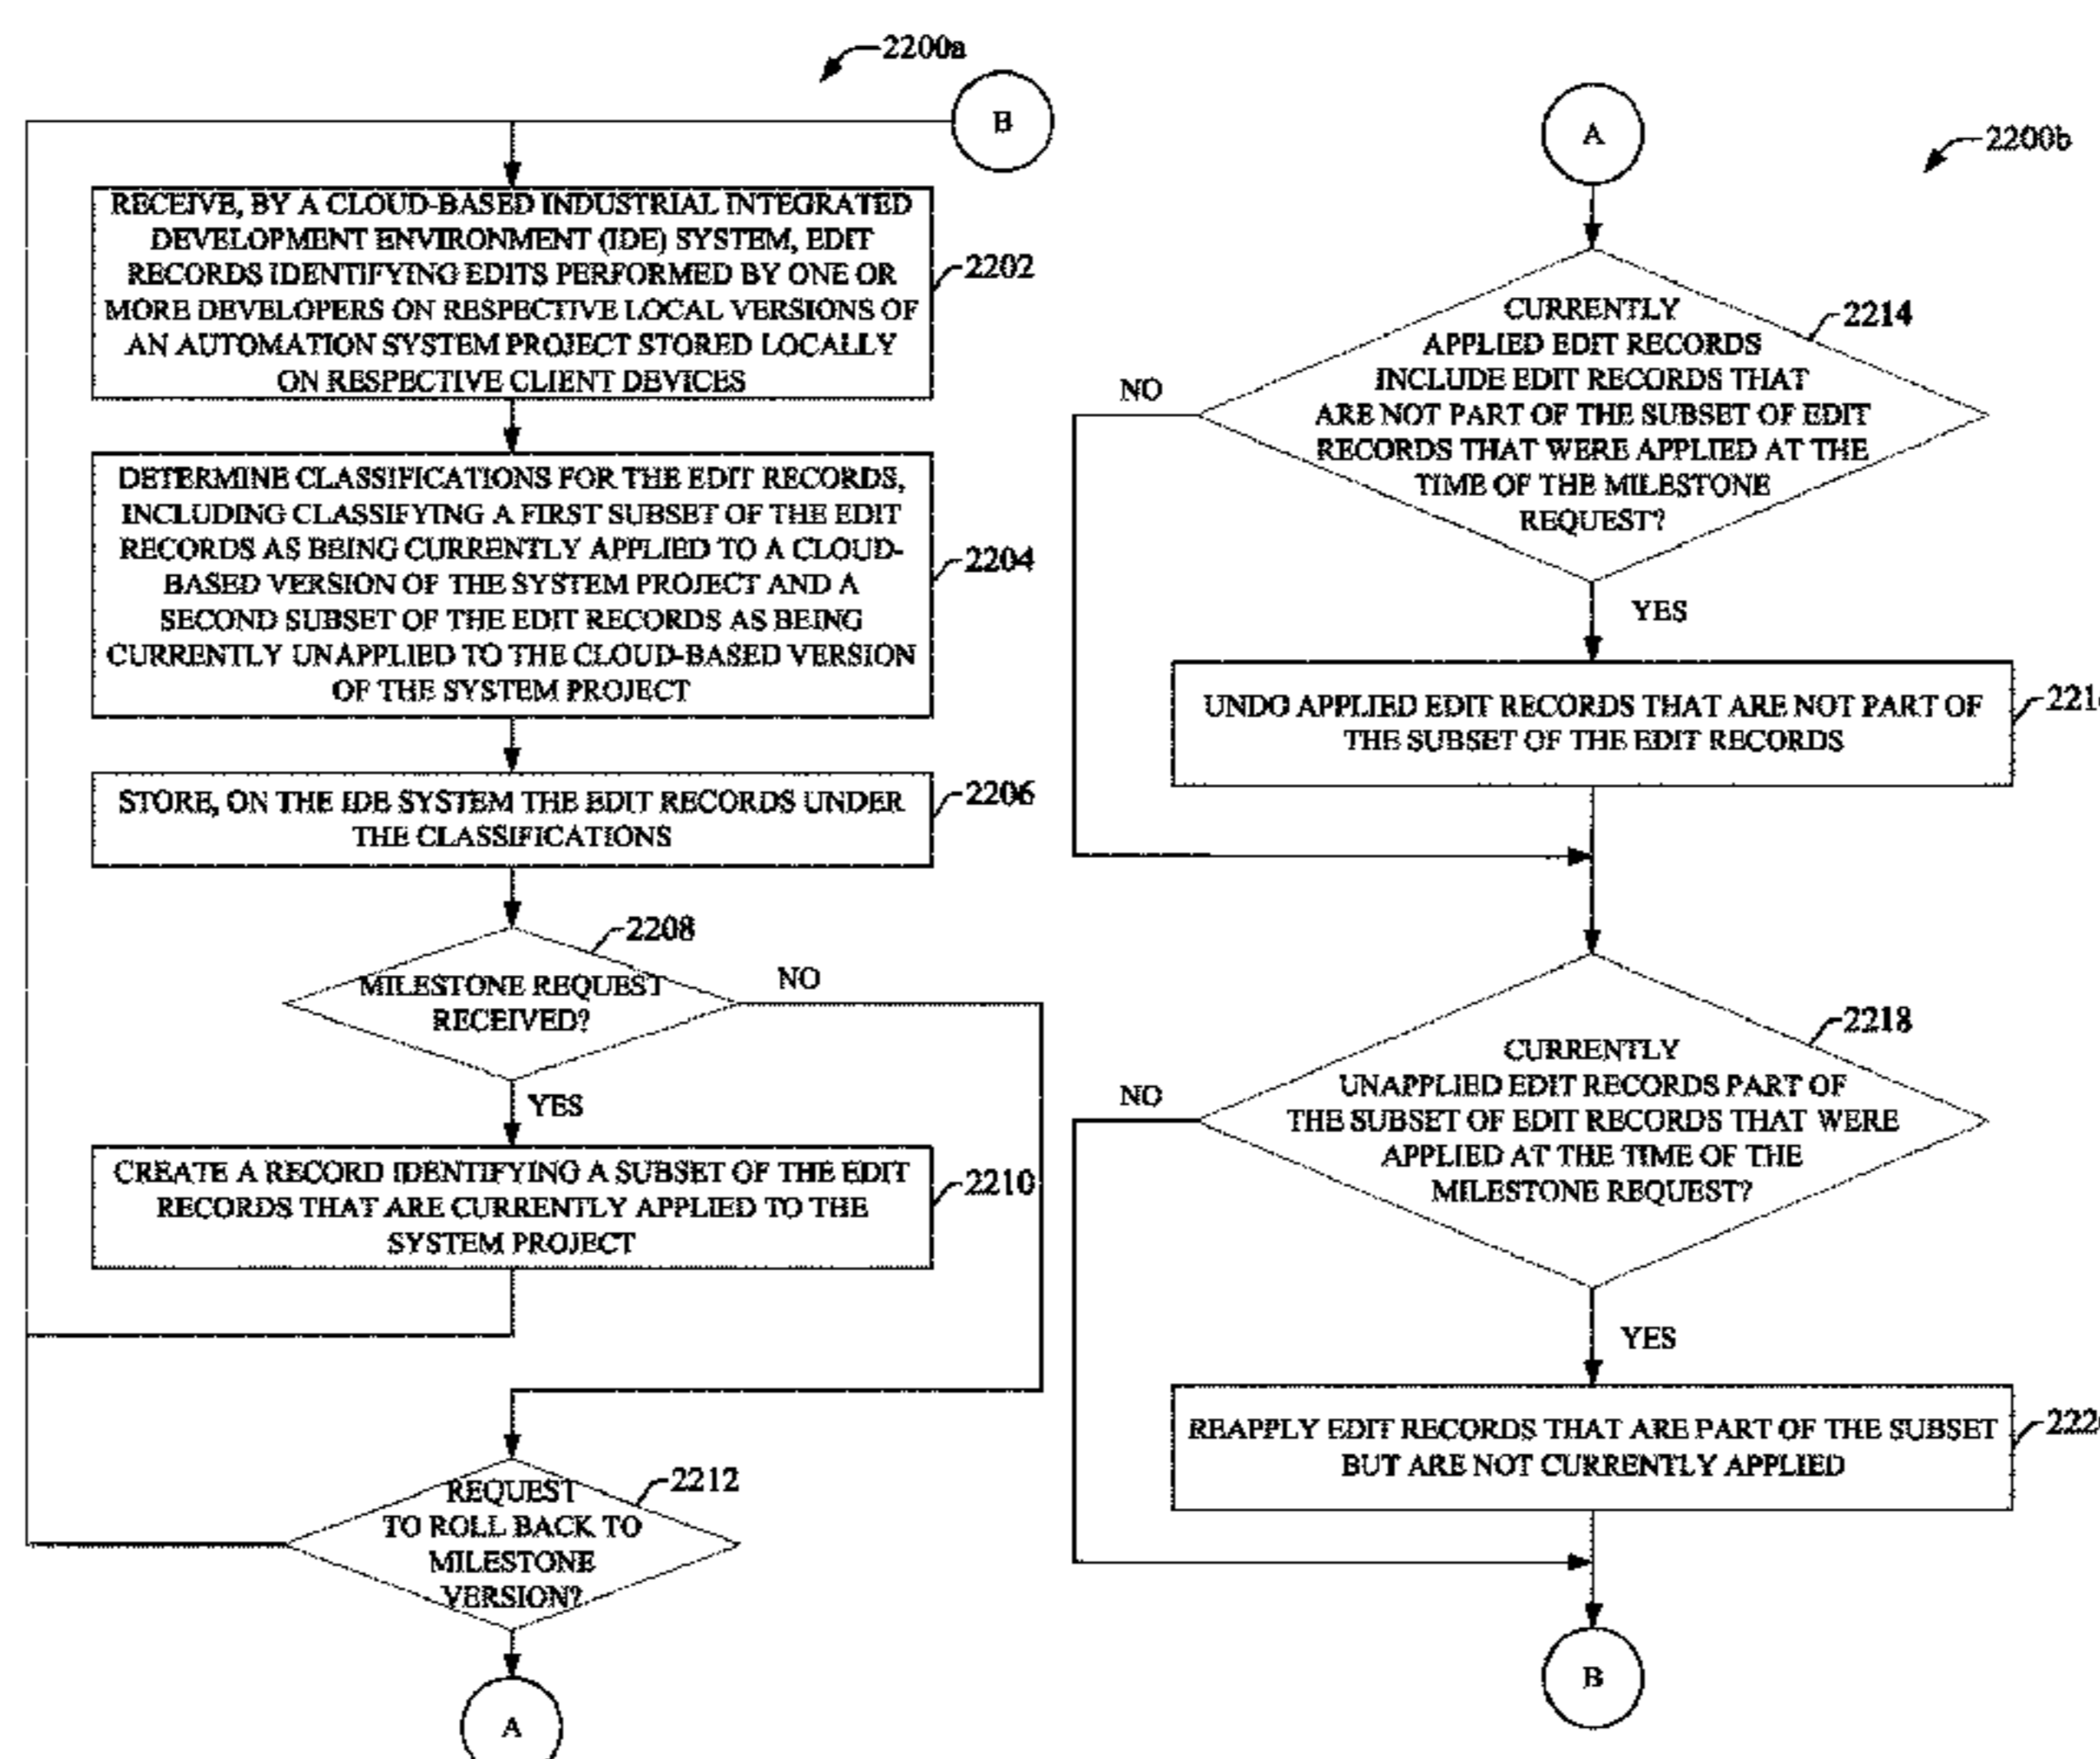 2200a
B
RECEIVE, BY A CLOUD-BASED INDUSTRIAL INTEGRATED
DEVELOPMENT ENVIRONMENT (IDE) SYSTEM, EDIT
RECORDS IDENTIFYING EDITS PERFORMED BY ONE OR
MORE DEVELOPERS ON RESPECTIVE LOCAL VERSIONS OF
AN AUTOMATION SYSTEM PROJECT STORED LOCALLY
ON RESPECTIVE CLIENT DEVICES
2202
DETERMINE CLASSIFICATIONS FOR THE EDIT RECORDS,
INCLUDING CLASSIFYING A FIRST SUBSET OF THE EDIT
RECORDS AS BEING CURRENTLY APPLIED TO A CLOUD-
BASED VERSION OF THE SYSTEM PROJECT AND A
SECOND SUBSET OF THE EDIT RECORDS AS BEING
CURRENTLY UNAPPLIED TO THE CLOUD-BASED VERSION
OF THE SYSTEM PROJECT
2204
STORE, ON THE IDE SYSTEM THE EDIT RECORDS UNDER
THE CLASSIFICATIONS
2206
2208
MILESTONE REQUEST
RECEIVED?
NO
YES
CREATE A RECORD IDENTIFYING A SUBSET OF THE EDIT
RECORDS THAT ARE CURRENTLY APPLIED TO THE
SYSTEM PROJECT
2210
2212
REQUEST
TO ROLL BACK TO
MILESTONE
VERSION?
A
2200b
A
2214
CURRENTLY
APPLIED EDIT RECORDS
INCLUDE EDIT RECORDS THAT
ARE NOT PART OF THE SUBSET OF EDIT
RECORDS THAT WERE APPLIED AT THE
TIME OF THE MILESTONE
REQUEST?
NO
YES
UNDO APPLIED EDIT RECORDS THAT ARE NOT PART OF
THE SUBSET OF THE EDIT RECORDS
2218
CURRENTLY
UNAPPLIED EDIT RECORDS PART OF
THE SUBSET OF EDIT RECORDS THAT WERE
APPLIED AT THE TIME OF THE
MILESTONE REQUEST?
NO
YES
REAPPLY EDIT RECORDS THAT ARE PART OF THE SUBSET
BUT ARE NOT CURRENTLY APPLIED
B